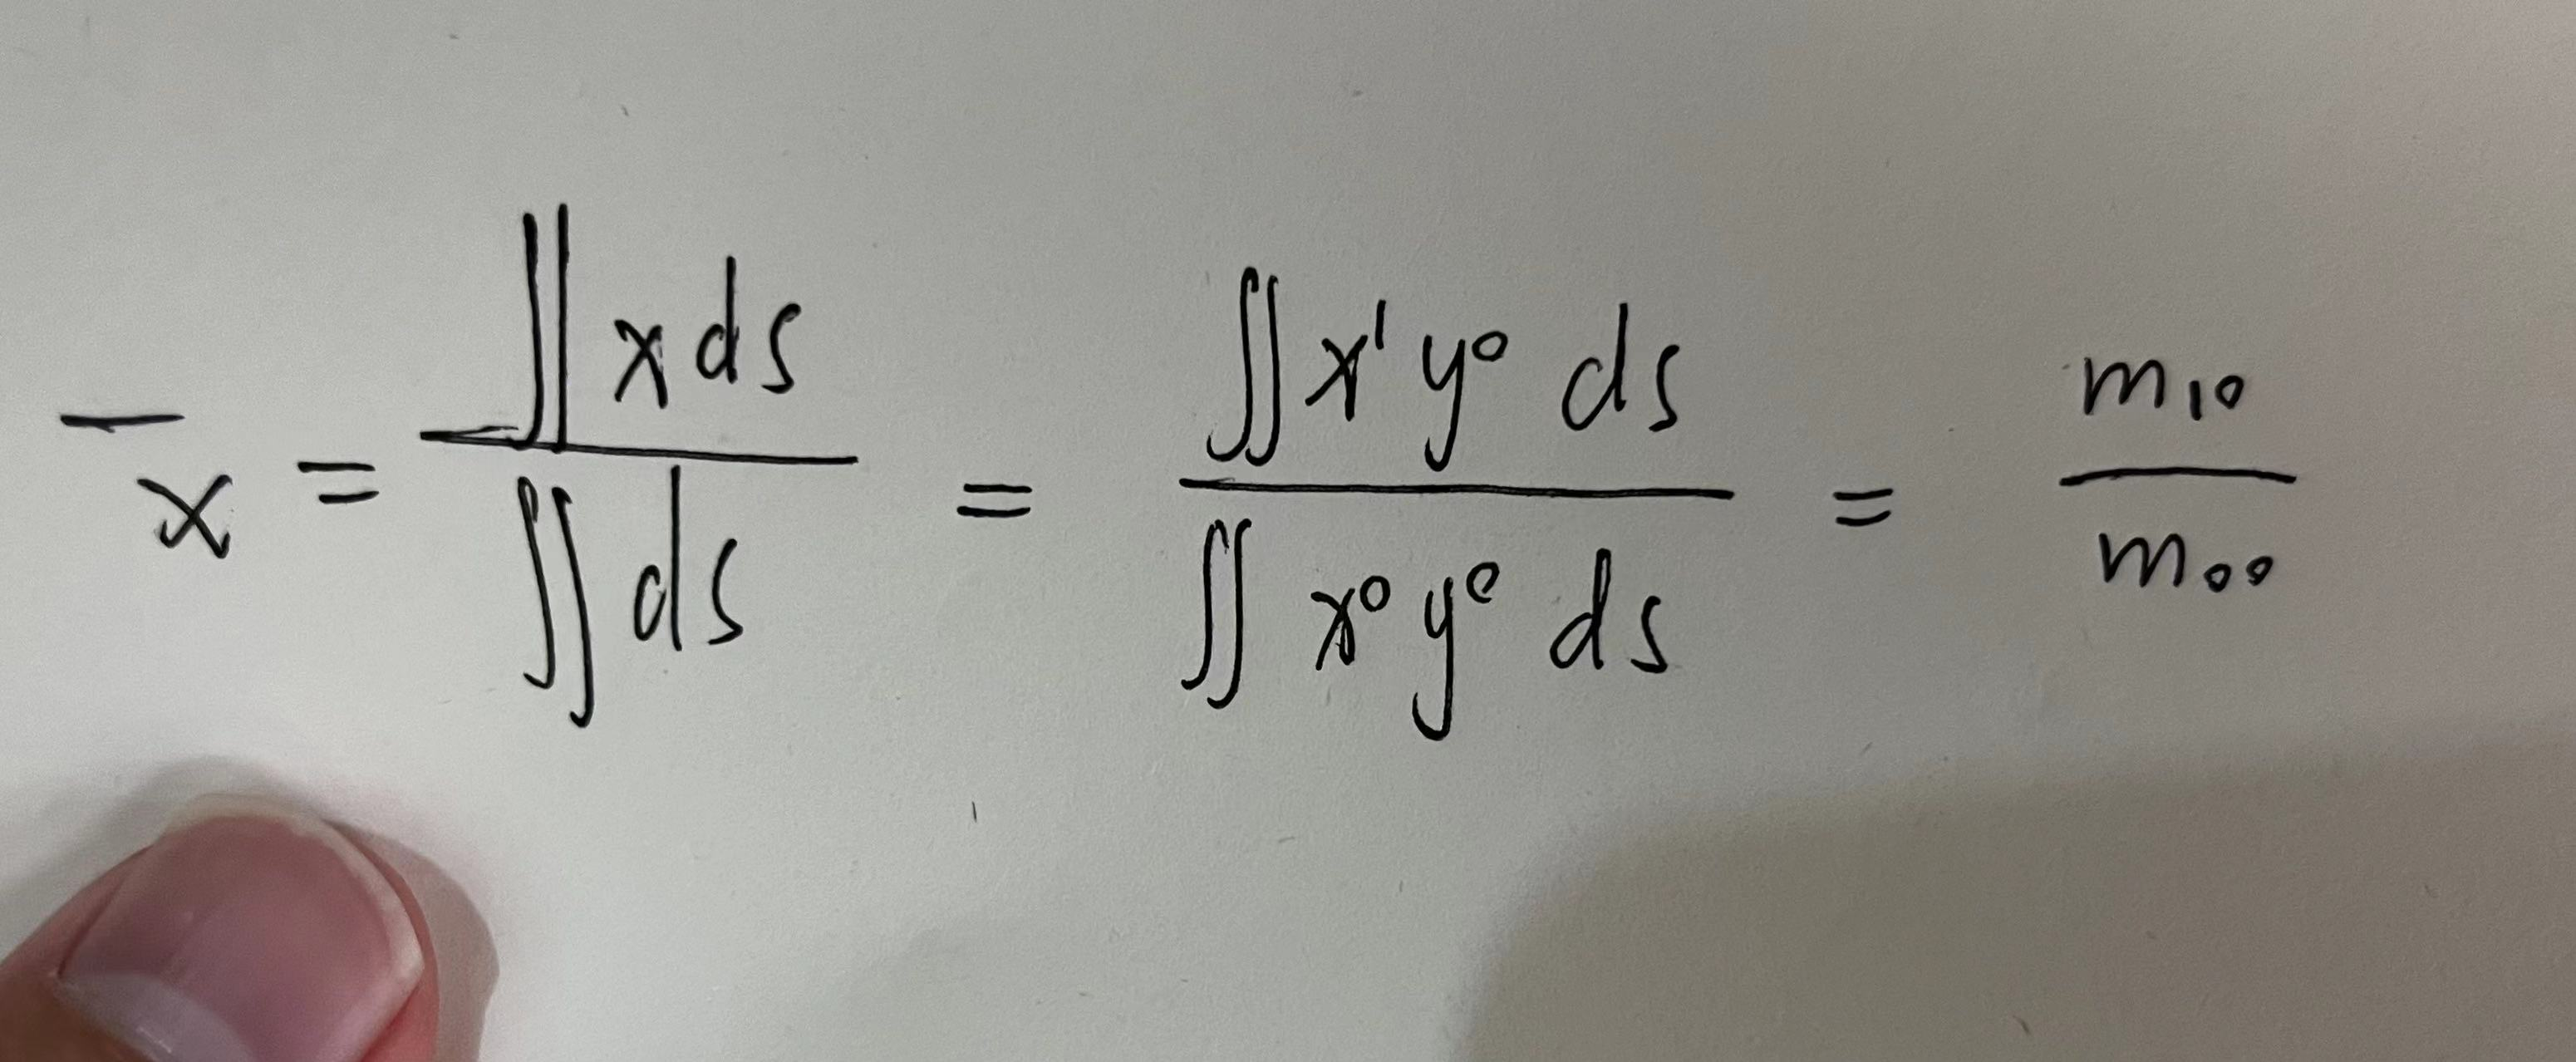 x̄ = ∬ x ds / ∬ ds = ∬ x¹ y⁰ ds / ∬ x⁰ y⁰ ds = m₁₀ / m₀₀